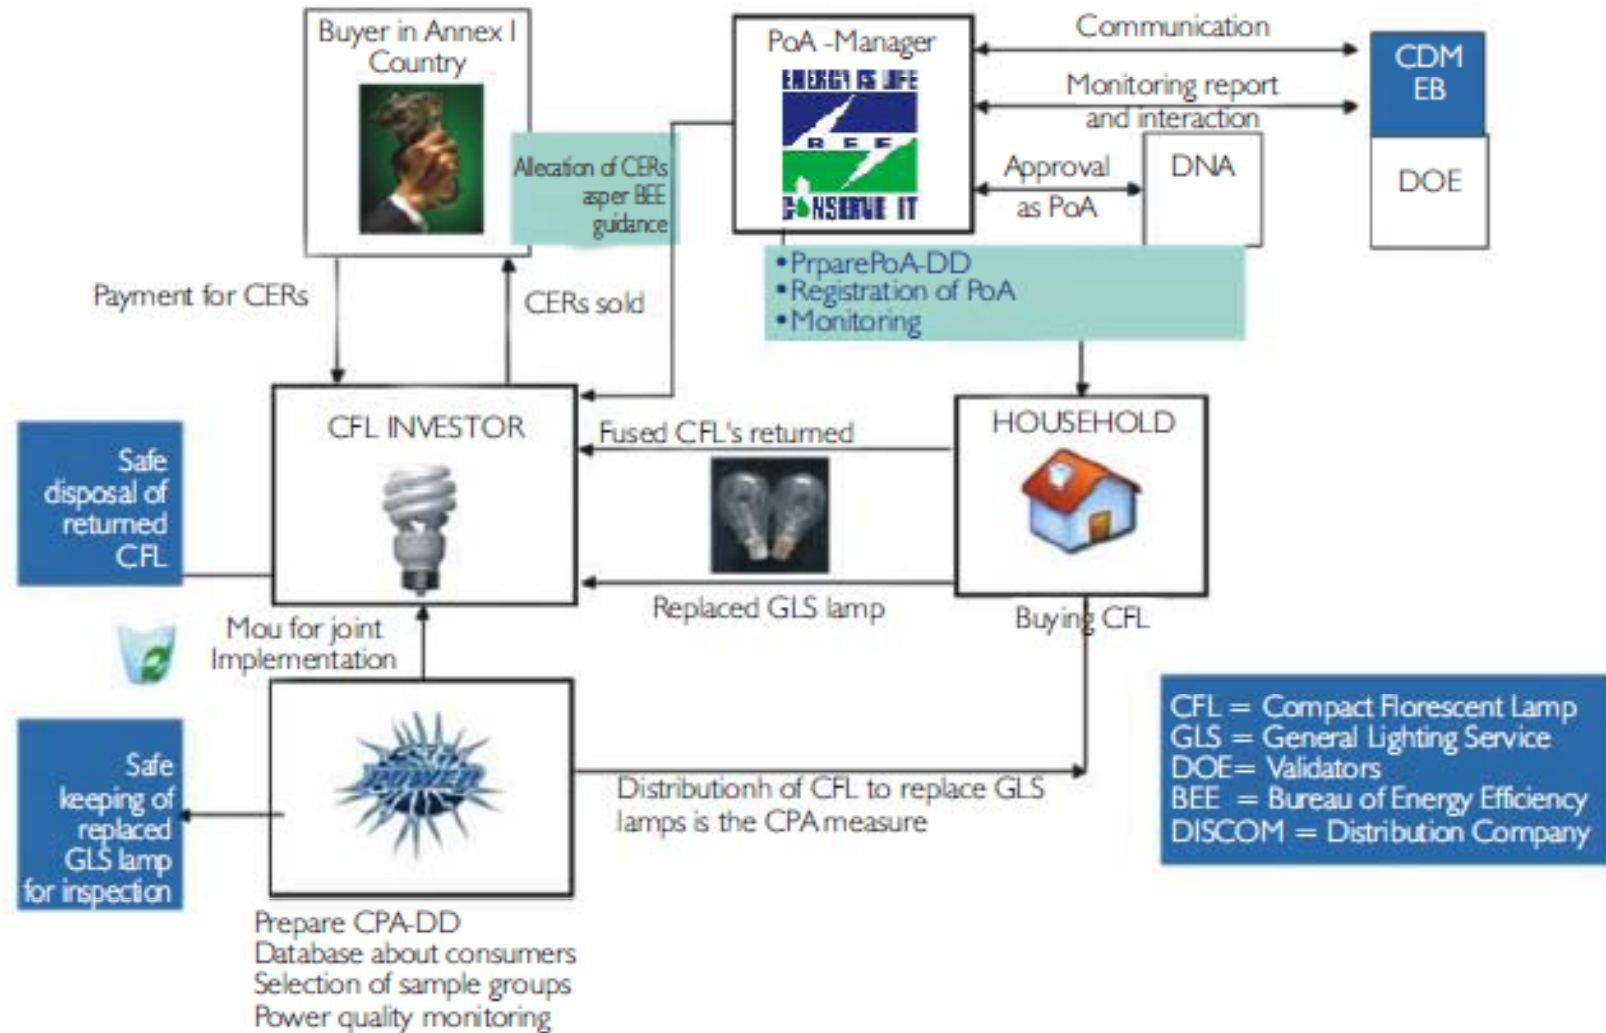 Buyer in Annex I
Country
PoA -Manager
ENERGY IS LIFE
BEE
CONSERVE IT
Communication
Monitoring report
and interaction
CDM
EB
Approval
as PoA
DNA
DOE
Allecation of CERs
asper BEE
guidance
•PrparePoA-DD
•Registration of PoA
•Monitoring
Payment for CERs
CERs sold
CFL INVESTOR
Fused CFL's returned
HOUSEHOLD
Safe
disposal of
returned
CFL
Replaced GLS lamp
Buying CFL
Mou for joint
Implementation
POWER
Safe
keeping of
replaced
GLS lamp
for inspection
Distributionh of CFL to replace GLS
lamps is the CPA measure
CFL = Compact Florescent Lamp
GLS = General Lighting Service
DOE= Validators
BEE = Bureau of Energy Efficiency
DISCOM = Distribution Company
Prepare CPA-DD
Database about consumers
Selection of sample groups
Power quality monitoring